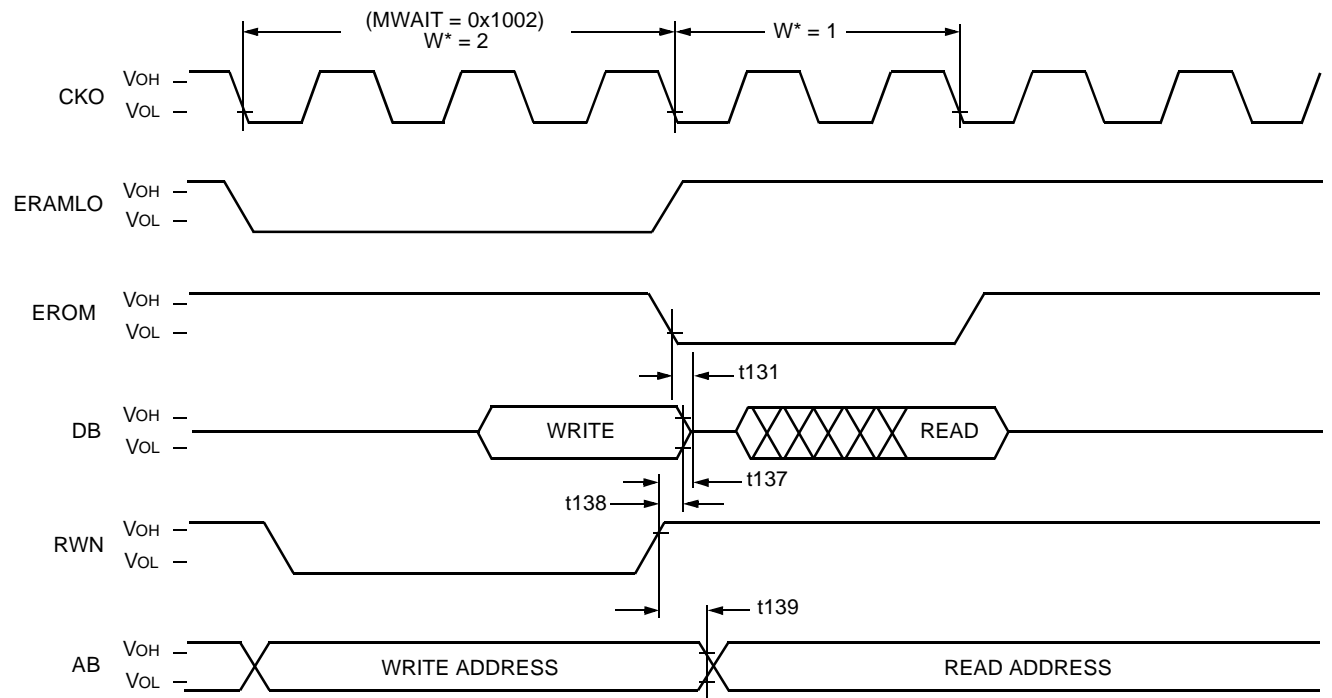 (MWAIT = 0x1002)
W* = 2
W* = 1
CKO
VOH
VOL
ERAMLO
VOH
VOL
EROM
VOH
VOL
t131
DB
VOH
VOL
WRITE
READ
t137
t138
RWN
VOH
VOL
t139
AB
VOH
VOL
WRITE ADDRESS
READ ADDRESS